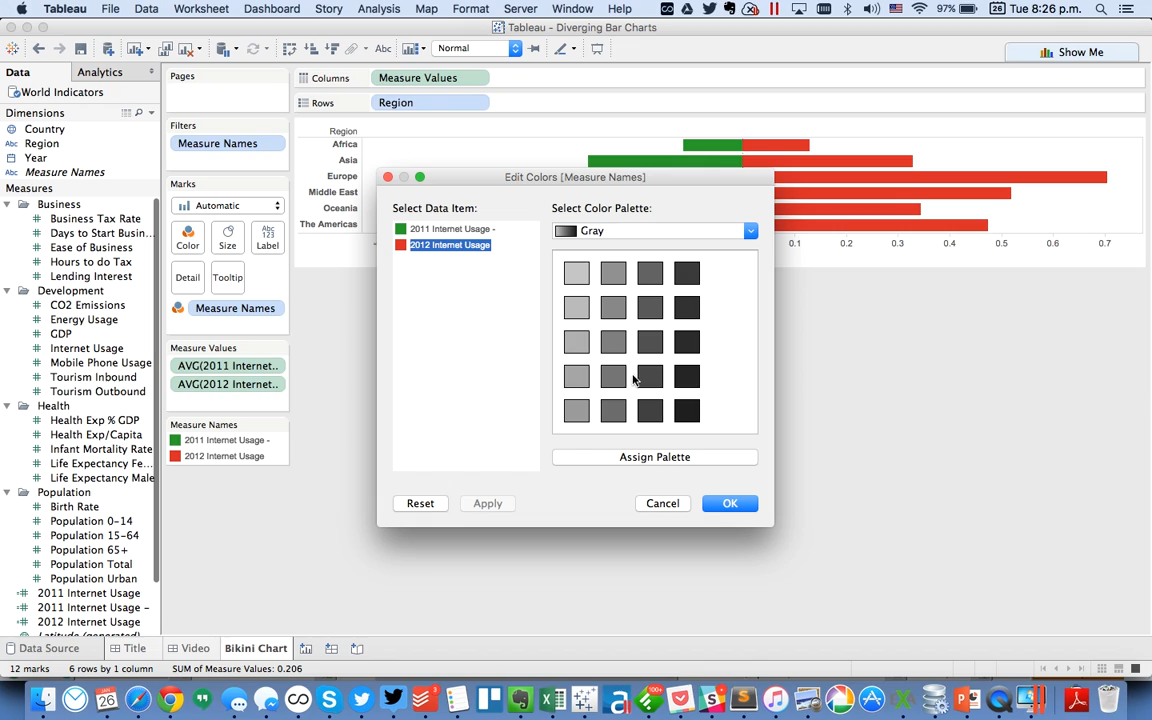 Tableau File Data Worksheet Dashboard Story Analysis Map Format Server Window Help 97% 26 Tue 8:26 p.m.
Tableau - Diverging Bar Charts
Abc Normal Show Me
Data Analytics
World Indicators
Dimensions
Country
Abc Region
Year
Abc Measure Names
Measures
Business
Business Tax Rate
Days to Start Busin...
Ease of Business
Hours to do Tax
Lending Interest
Development
CO2 Emissions
Energy Usage
GDP
Internet Usage
Mobile Phone Usage
Tourism Inbound
Tourism Outbound
Health
Health Exp % GDP
Health Exp/Capita
Infant Mortality Rate
Life Expectancy Fe...
Life Expectancy Male
Population
Birth Rate
Population 0-14
Population 15-64
Population 65+
Population Total
Population Urban
2011 Internet Usage
2011 Internet Usage -
2012 Internet Usage
Latitude (generated)
Pages
Filters
Measure Names
Marks
Automatic
Color Size Abc 123 Label
Detail Tooltip
Measure Names
Measure Values
AVG(2011 Internet..
AVG(2012 Internet..
Measure Names
2011 Internet Usage -
2012 Internet Usage
Columns Measure Values
Rows Region
Region
Africa
Asia
Europe
Middle East
Oceania
The Americas
0.1 0.2 0.3 0.4 0.5 0.6 0.7
Edit Colors [Measure Names]
Select Data Item:
2011 Internet Usage -
2012 Internet Usage
Select Color Palette:
Gray
Assign Palette
Reset Apply Cancel OK
Data Source Title Video Bikini Chart
12 marks 6 rows by 1 column SUM of Measure Values: 0.206